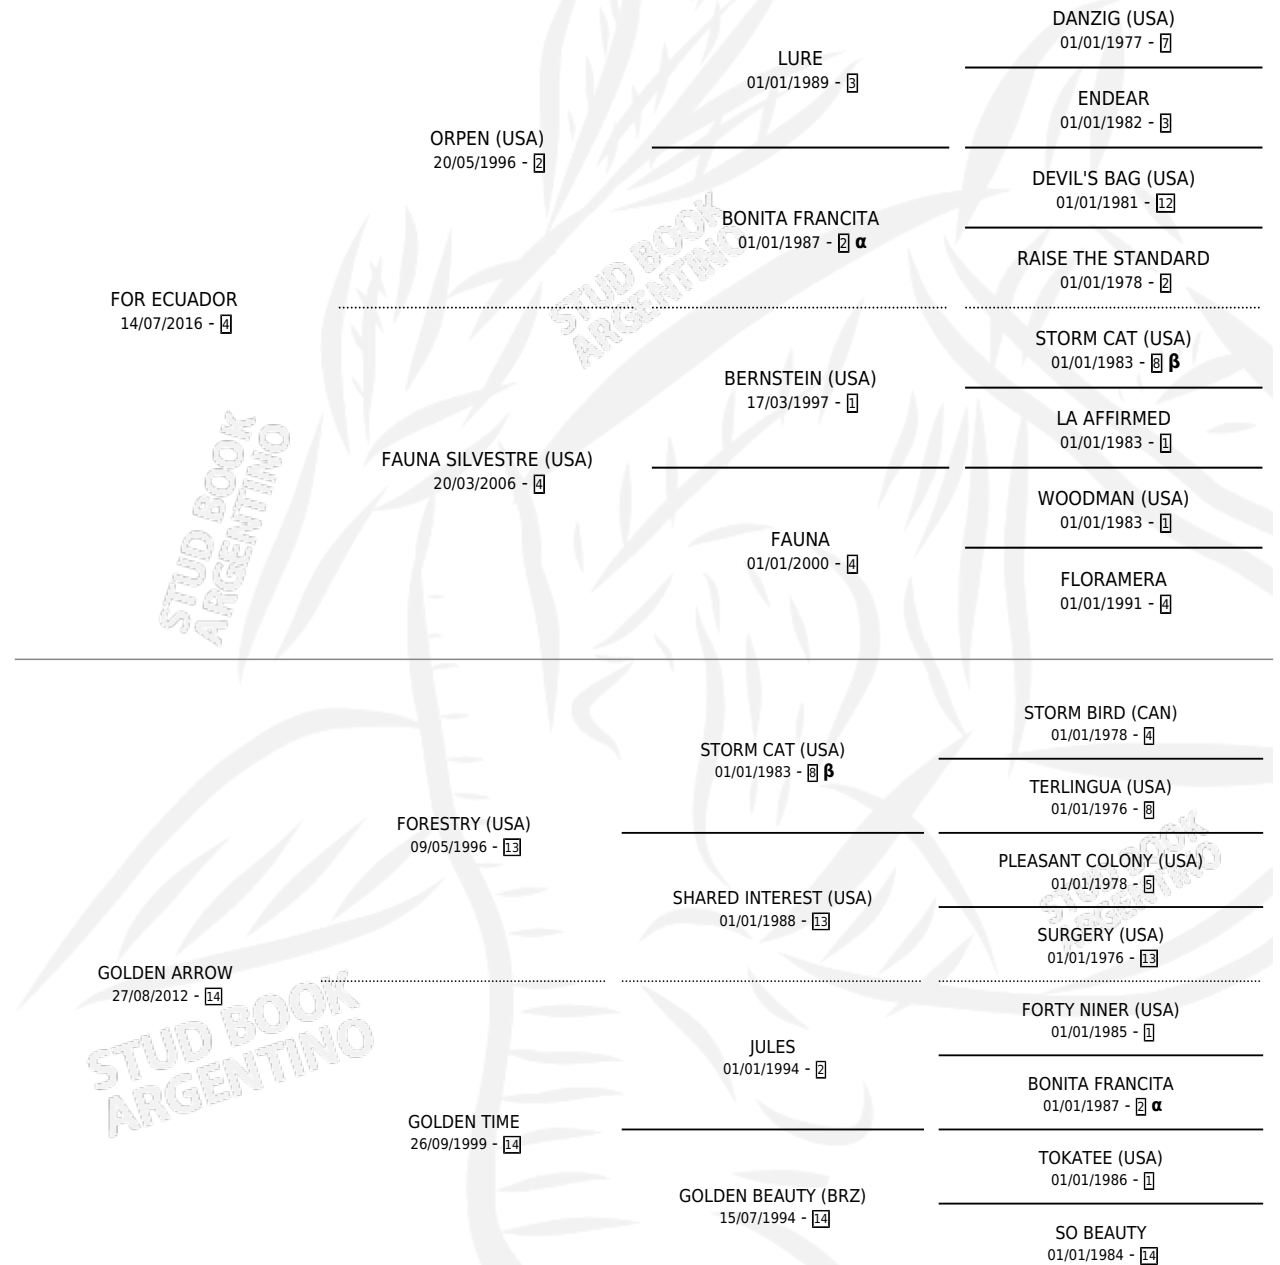 DANZIG (USA)
01/01/1977 - 7
LURE
01/01/1989 - 3
ENDEAR
01/01/1982 - 3
ORPEN (USA)
20/05/1996 - 2
DEVIL'S BAG (USA)
01/01/1981 - 12
BONITA FRANCITA
01/01/1987 - 2 α
RAISE THE STANDARD
01/01/1978 - 2
FOR ECUADOR
14/07/2016 - 4
STORM CAT (USA)
01/01/1983 - 8 β
BERNSTEIN (USA)
17/03/1997 - 1
LA AFFIRMED
01/01/1983 - 1
FAUNA SILVESTRE (USA)
20/03/2006 - 4
WOODMAN (USA)
01/01/1983 - 1
FAUNA
01/01/2000 - 4
FLORAMERA
01/01/1991 - 4
STORM BIRD (CAN)
01/01/1978 - 4
STORM CAT (USA)
01/01/1983 - 8 β
TERLINGUA (USA)
01/01/1976 - 8
FORESTRY (USA)
09/05/1996 - 13
PLEASANT COLONY (USA)
01/01/1978 - 5
SHARED INTEREST (USA)
01/01/1988 - 13
SURGERY (USA)
01/01/1976 - 13
GOLDEN ARROW
27/08/2012 - 14
FORTY NINER (USA)
01/01/1985 - 1
JULES
01/01/1994 - 2
BONITA FRANCITA
01/01/1987 - 2 α
GOLDEN TIME
26/09/1999 - 14
TOKATEE (USA)
01/01/1986 - 1
GOLDEN BEAUTY (BRZ)
15/07/1994 - 14
SO BEAUTY
01/01/1984 - 14
STUD BOOK
ARGENTINO
STUD BOOK
ARGENTINO
STUD BOOK
ARGENTINO
STUD BOOK
ARGENTINO